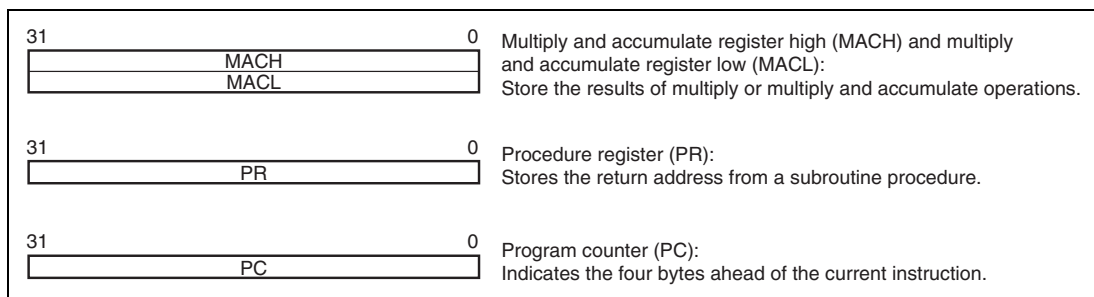 31 0
MACH
MACL
Multiply and accumulate register high (MACH) and multiply
and accumulate register low (MACL):
Store the results of multiply or multiply and accumulate operations.
31 0
PR
Procedure register (PR):
Stores the return address from a subroutine procedure.
31 0
PC
Program counter (PC):
Indicates the four bytes ahead of the current instruction.